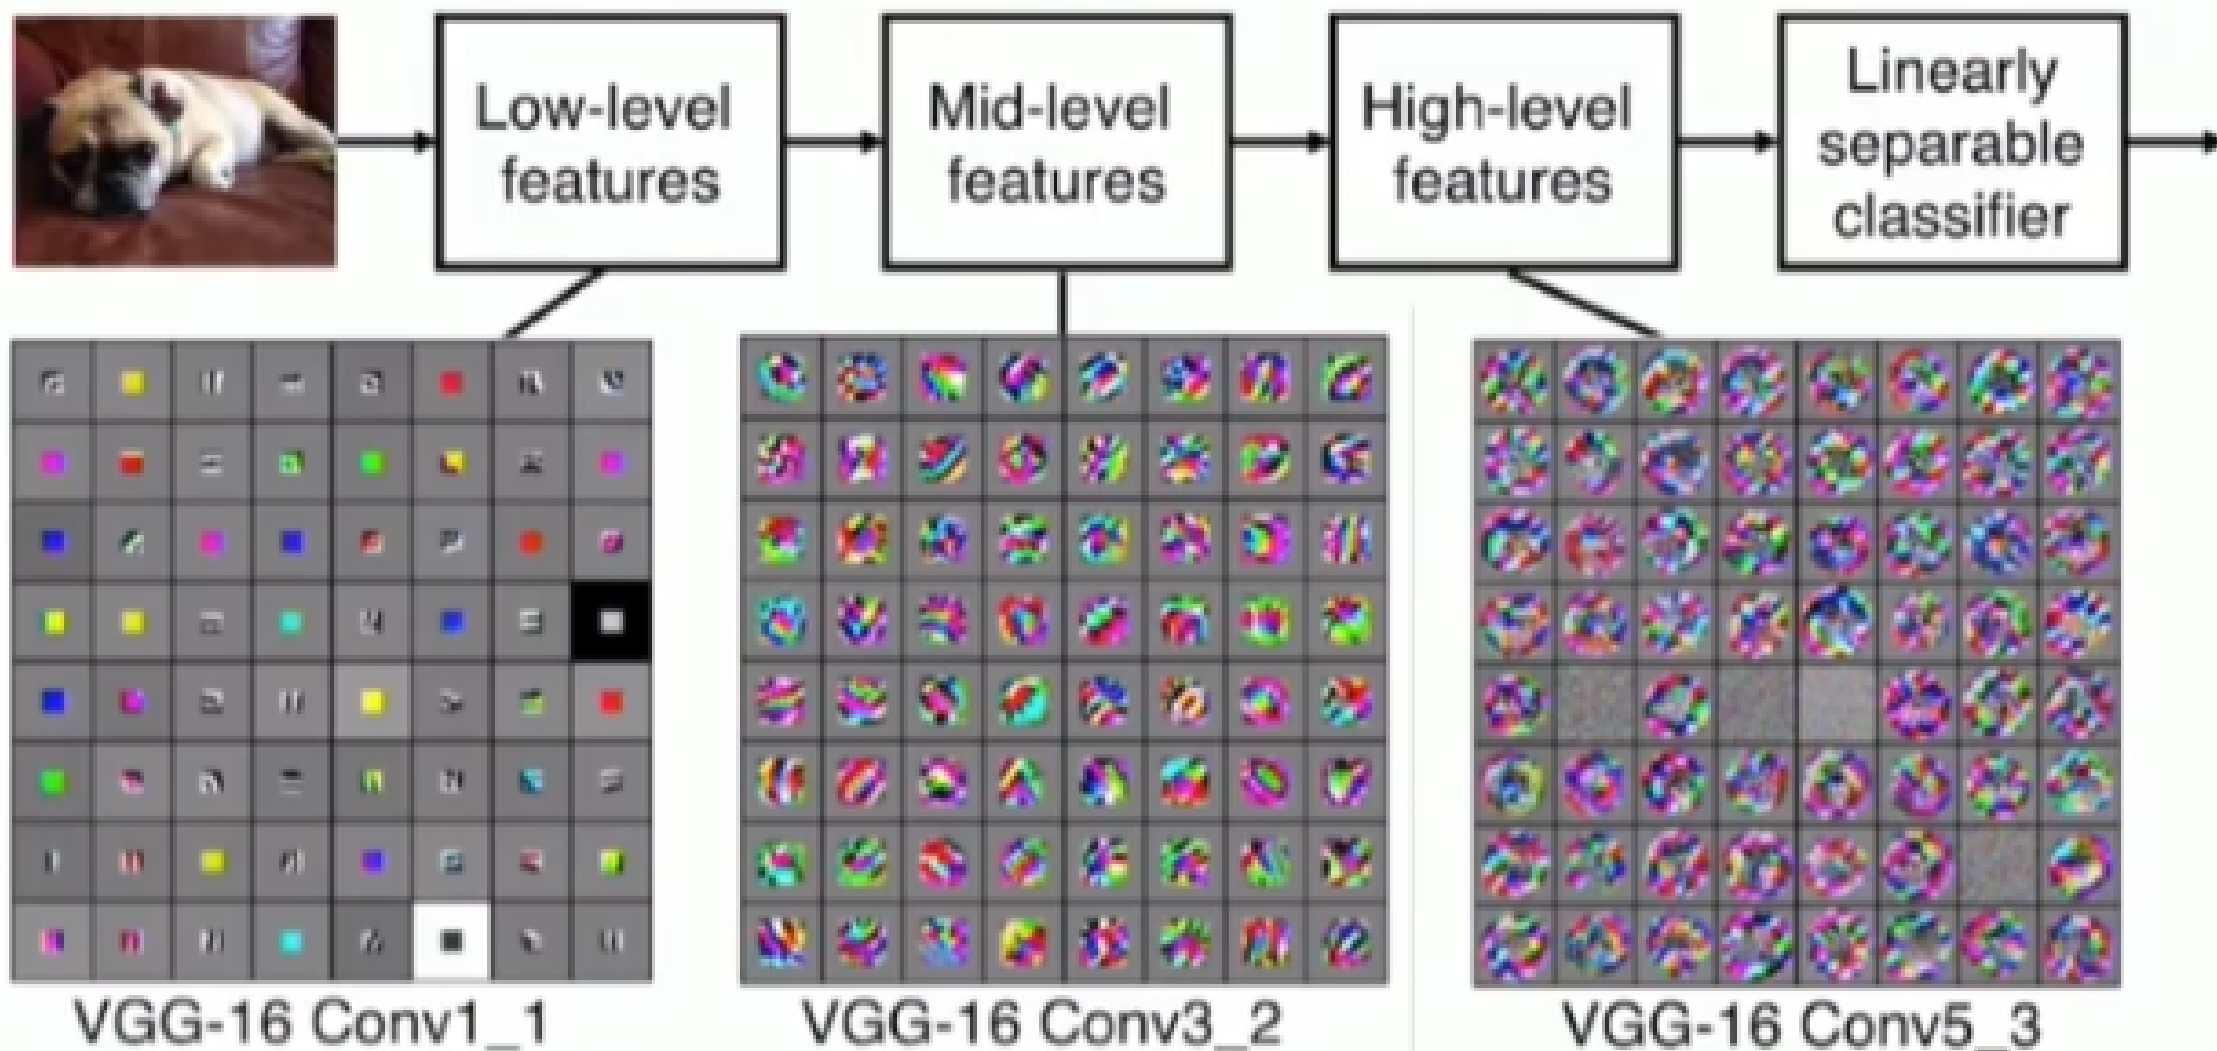 Low-level
features
Mid-level
features
High-level
features
Linearly
separable
classifier
VGG-16 Conv1_1
VGG-16 Conv3_2
VGG-16 Conv5_3